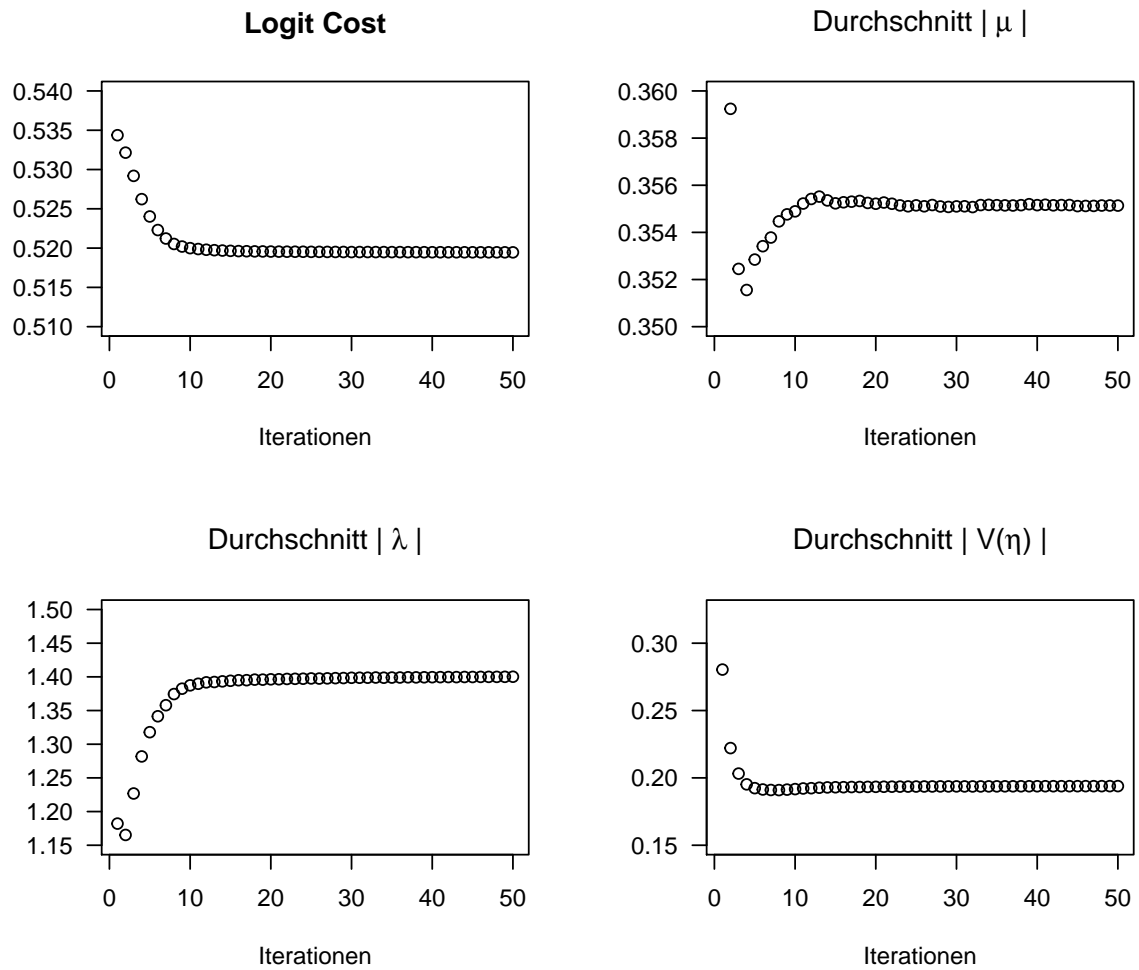 Logit Cost
0.540
0.535
0.530
0.525
0.520
0.515
0.510
0 10 20 30 40 50
Iterationen
Durchschnitt | μ |
0.360
0.358
0.356
0.354
0.352
0.350
0 10 20 30 40 50
Iterationen
Durchschnitt | λ |
1.50
1.45
1.40
1.35
1.30
1.25
1.20
1.15
0 10 20 30 40 50
Iterationen
Durchschnitt | V(η) |
0.30
0.25
0.20
0.15
0 10 20 30 40 50
Iterationen